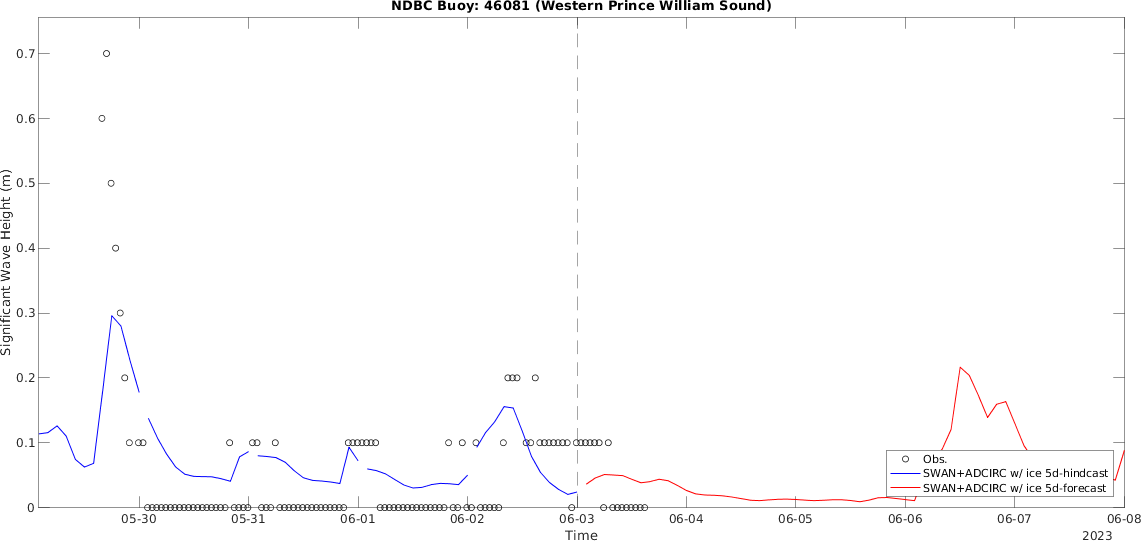 NDBC Buoy: 46081 (Western Prince William Sound)
Significant Wave Height (m)
0.7
0.6
0.5
0.4
0.3
0.2
0.1
0
Obs.
SWAN+ADCIRC w/ ice 5d-hindcast
SWAN+ADCIRC w/ ice 5d-forecast
05-30 05-31 06-01 06-02 06-03 06-04 06-05 06-06 06-07 06-08
Time
2023